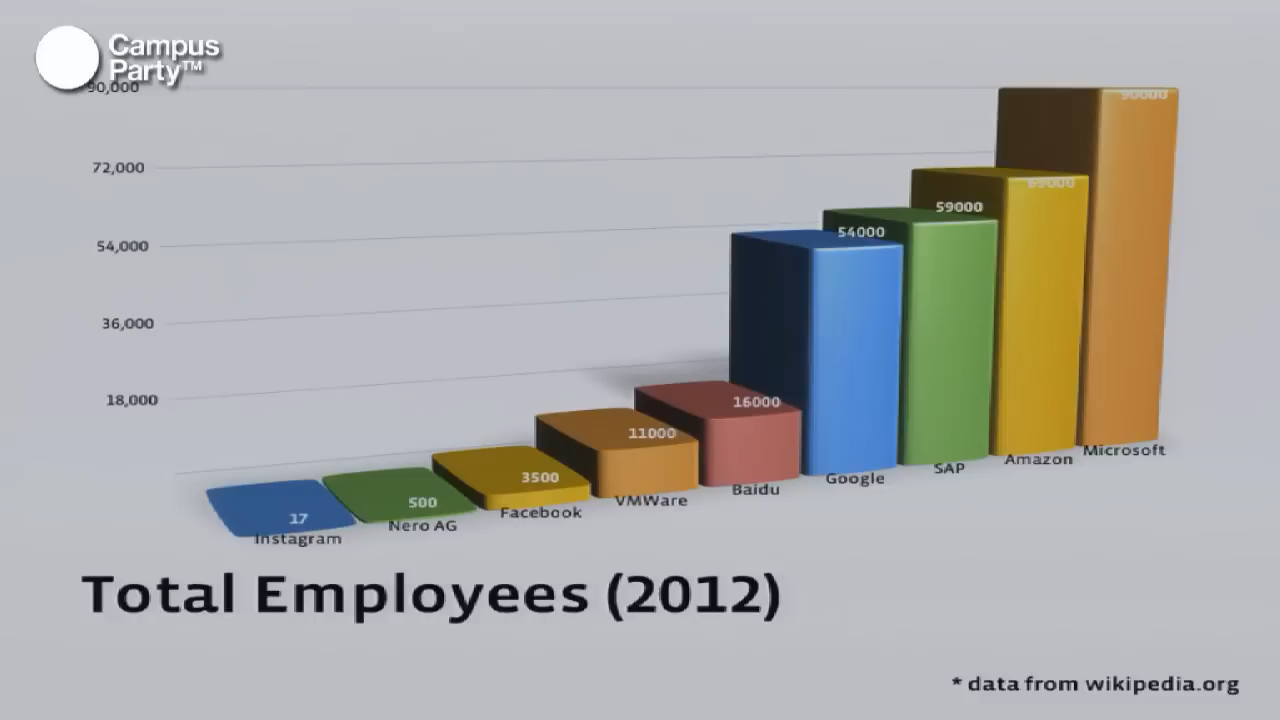 Campus
Party™
90,000
72,000
54,000
36,000
18,000
90000
69000
59000
54000
16000
11000
3500
500
17
Instagram
Nero AG
Facebook
VMWare
Baidu
Google
SAP
Amazon
Microsoft
Total Employees (2012)
* data from wikipedia.org